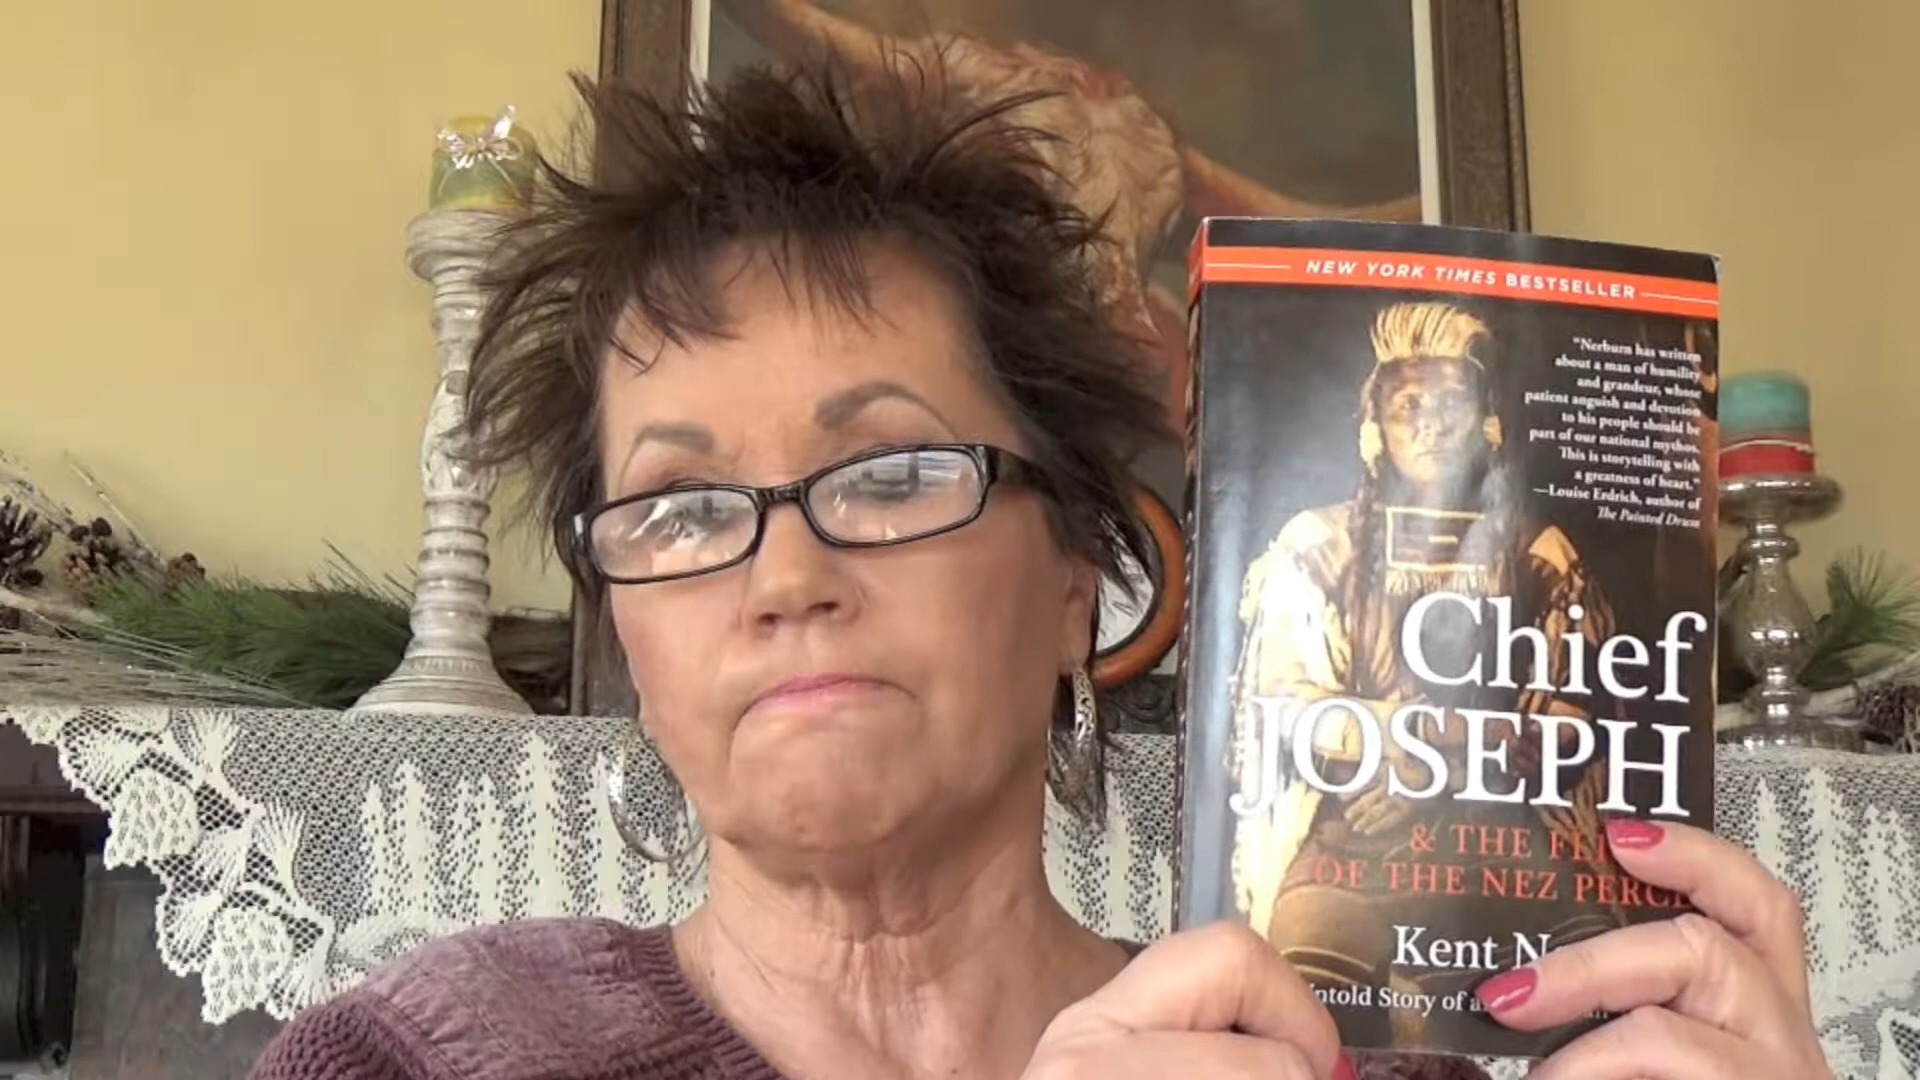 NEW YORK TIMES BESTSELLER
"Nerburn has written
about a man of humility
and grandeur, whose
patient anguish and devotion
to his people should be
part of our national mythos.
This is storytelling with
a greatness of heart."
—Louise Erdrich, author of
The Painted Drum
Chief
JOSEPH
& THE
OF THE NEZ PERCE
Kent
Story of